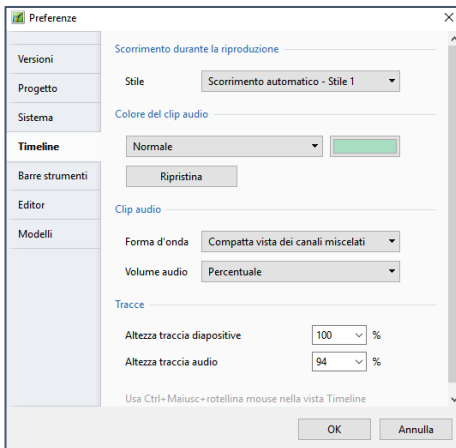 Preferenze
Versioni
Progetto
Sistema
Timeline
Barre strumenti
Editor
Modelli
Scorrimento durante la riproduzione
Stile Scorrimento automatico - Stile 1
Colore del clip audio
Normale
Ripristina
Clip audio
Forma d'onda Compatta vista dei canali miscelati
Volume audio Percentuale
Tracce
Altezza traccia diapositive 100 %
Altezza traccia audio 94 %
Usa Ctrl+Maiusc+rotellina mouse nella vista Timeline
OK Annulla